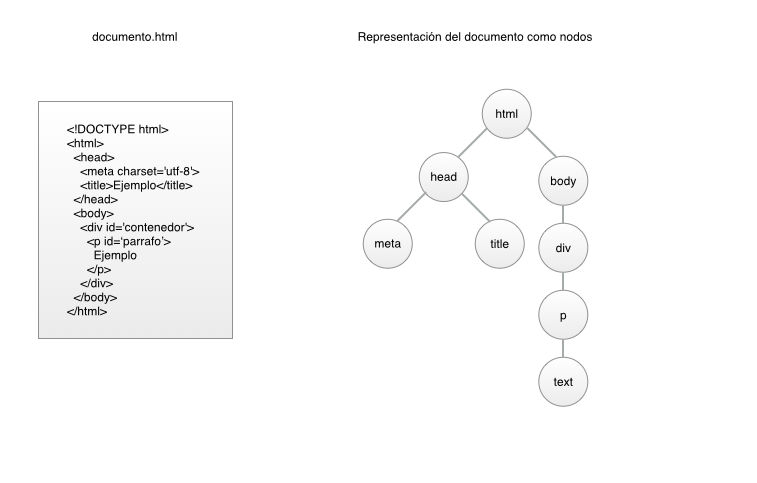 documento.html
Representación del documento como nodos
<!DOCTYPE html>
<html>
<head>
<meta charset='utf-8'>
<title>Ejemplo</title>
</head>
<body>
<div id='contenedor'>
<p id='parrafo'>
Ejemplo
</p>
</div>
</body>
</html>
html
head
body
meta
title
div
p
text